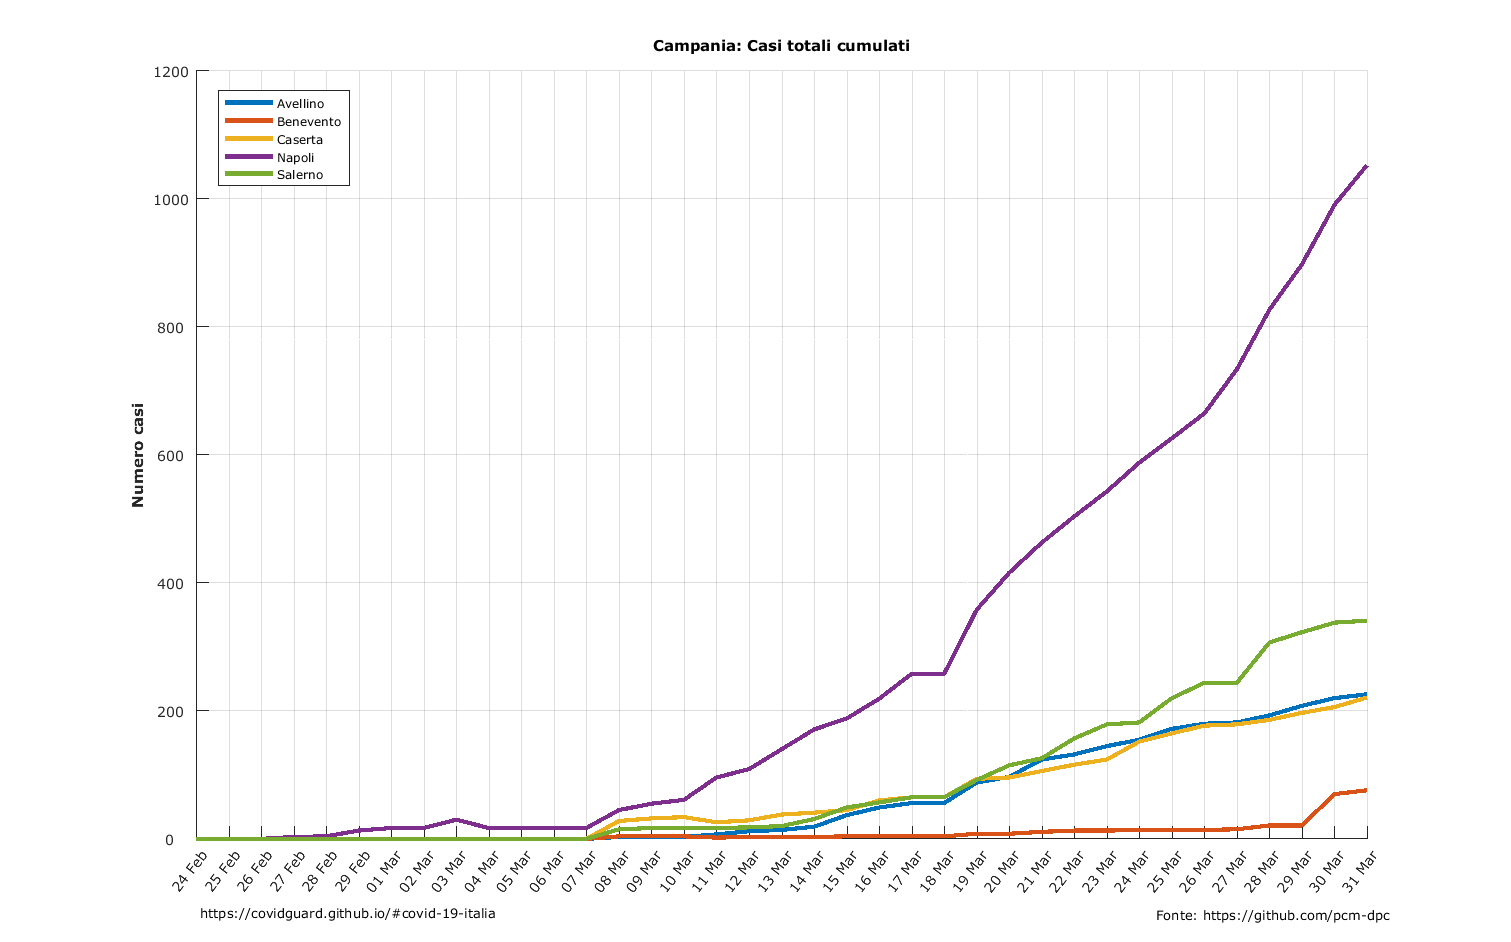 Campania: Casi totali cumulati
1200
1000
800
600
400
200
0
Numero casi
Avellino
Benevento
Caserta
Napoli
Salerno
24 Feb
25 Feb
26 Feb
27 Feb
28 Feb
29 Feb
01 Mar
02 Mar
03 Mar
04 Mar
05 Mar
06 Mar
07 Mar
08 Mar
09 Mar
10 Mar
11 Mar
12 Mar
13 Mar
14 Mar
15 Mar
16 Mar
17 Mar
18 Mar
19 Mar
20 Mar
21 Mar
22 Mar
23 Mar
24 Mar
25 Mar
26 Mar
27 Mar
28 Mar
29 Mar
30 Mar
31 Mar
https://covidguard.github.io/#covid-19-italia
Fonte: https://github.com/pcm-dpc